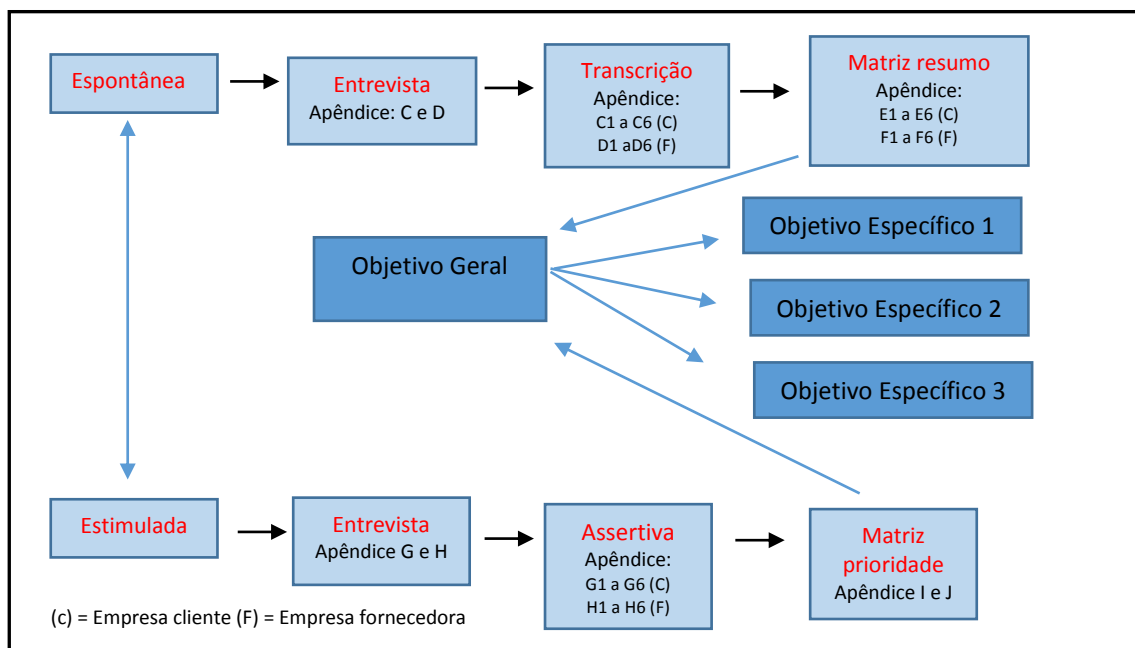 Espontânea
Entrevista
Apêndice: C e D
Transcrição
Apêndice:
C1 a C6 (C)
D1 aD6 (F)
Matriz resumo
Apêndice:
E1 a E6 (C)
F1 a F6 (F)
Objetivo Geral
Objetivo Específico 1
Objetivo Específico 2
Objetivo Específico 3
Estimulada
Entrevista
Apêndice G e H
Assertiva
Apêndice:
G1 a G6 (C)
H1 a H6 (F)
Matriz
prioridade
Apêndice I e J
(c) = Empresa cliente (F) = Empresa fornecedora